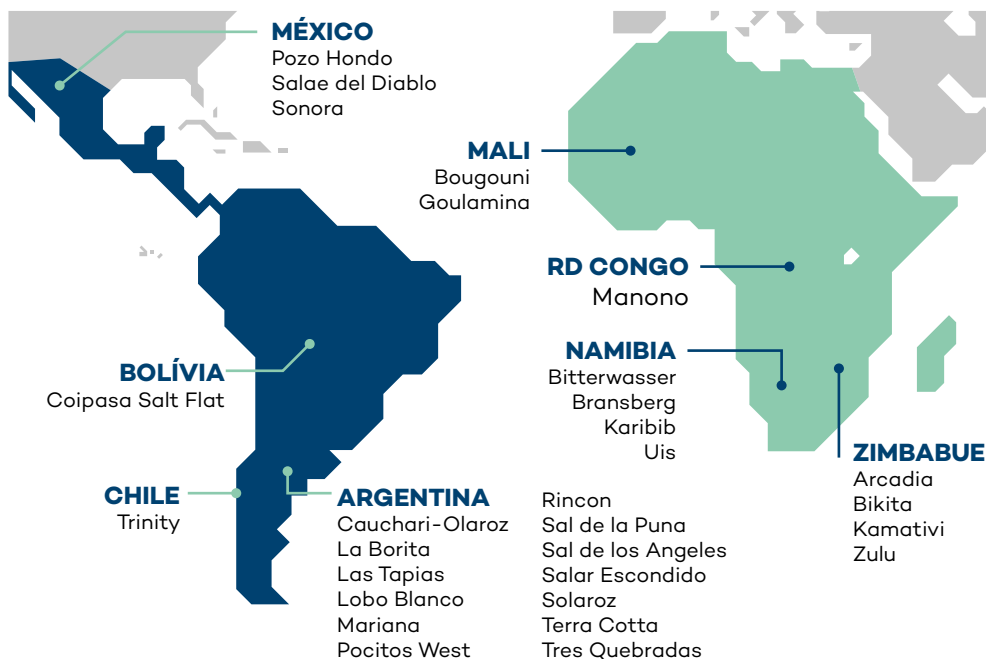 MÉXICO
Pozo Hondo
Salae del Diablo
Sonora
BOLÍVIA
Coipasa Salt Flat
CHILE
Trinity
ARGENTINA
Cauchari-Olaroz
La Borita
Las Tapias
Lobo Blanco
Mariana
Pocitos West
Rincon
Sal de la Puna
Sal de los Angeles
Salar Escondido
Solaroz
Terra Cotta
Tres Quebradas
MALI
Bougouni
Goulamina
RD CONGO
Manono
NAMIBIA
Bitterwasser
Bransberg
Karibib
Uis
ZIMBABUE
Arcadia
Bikita
Kamativi
Zulu